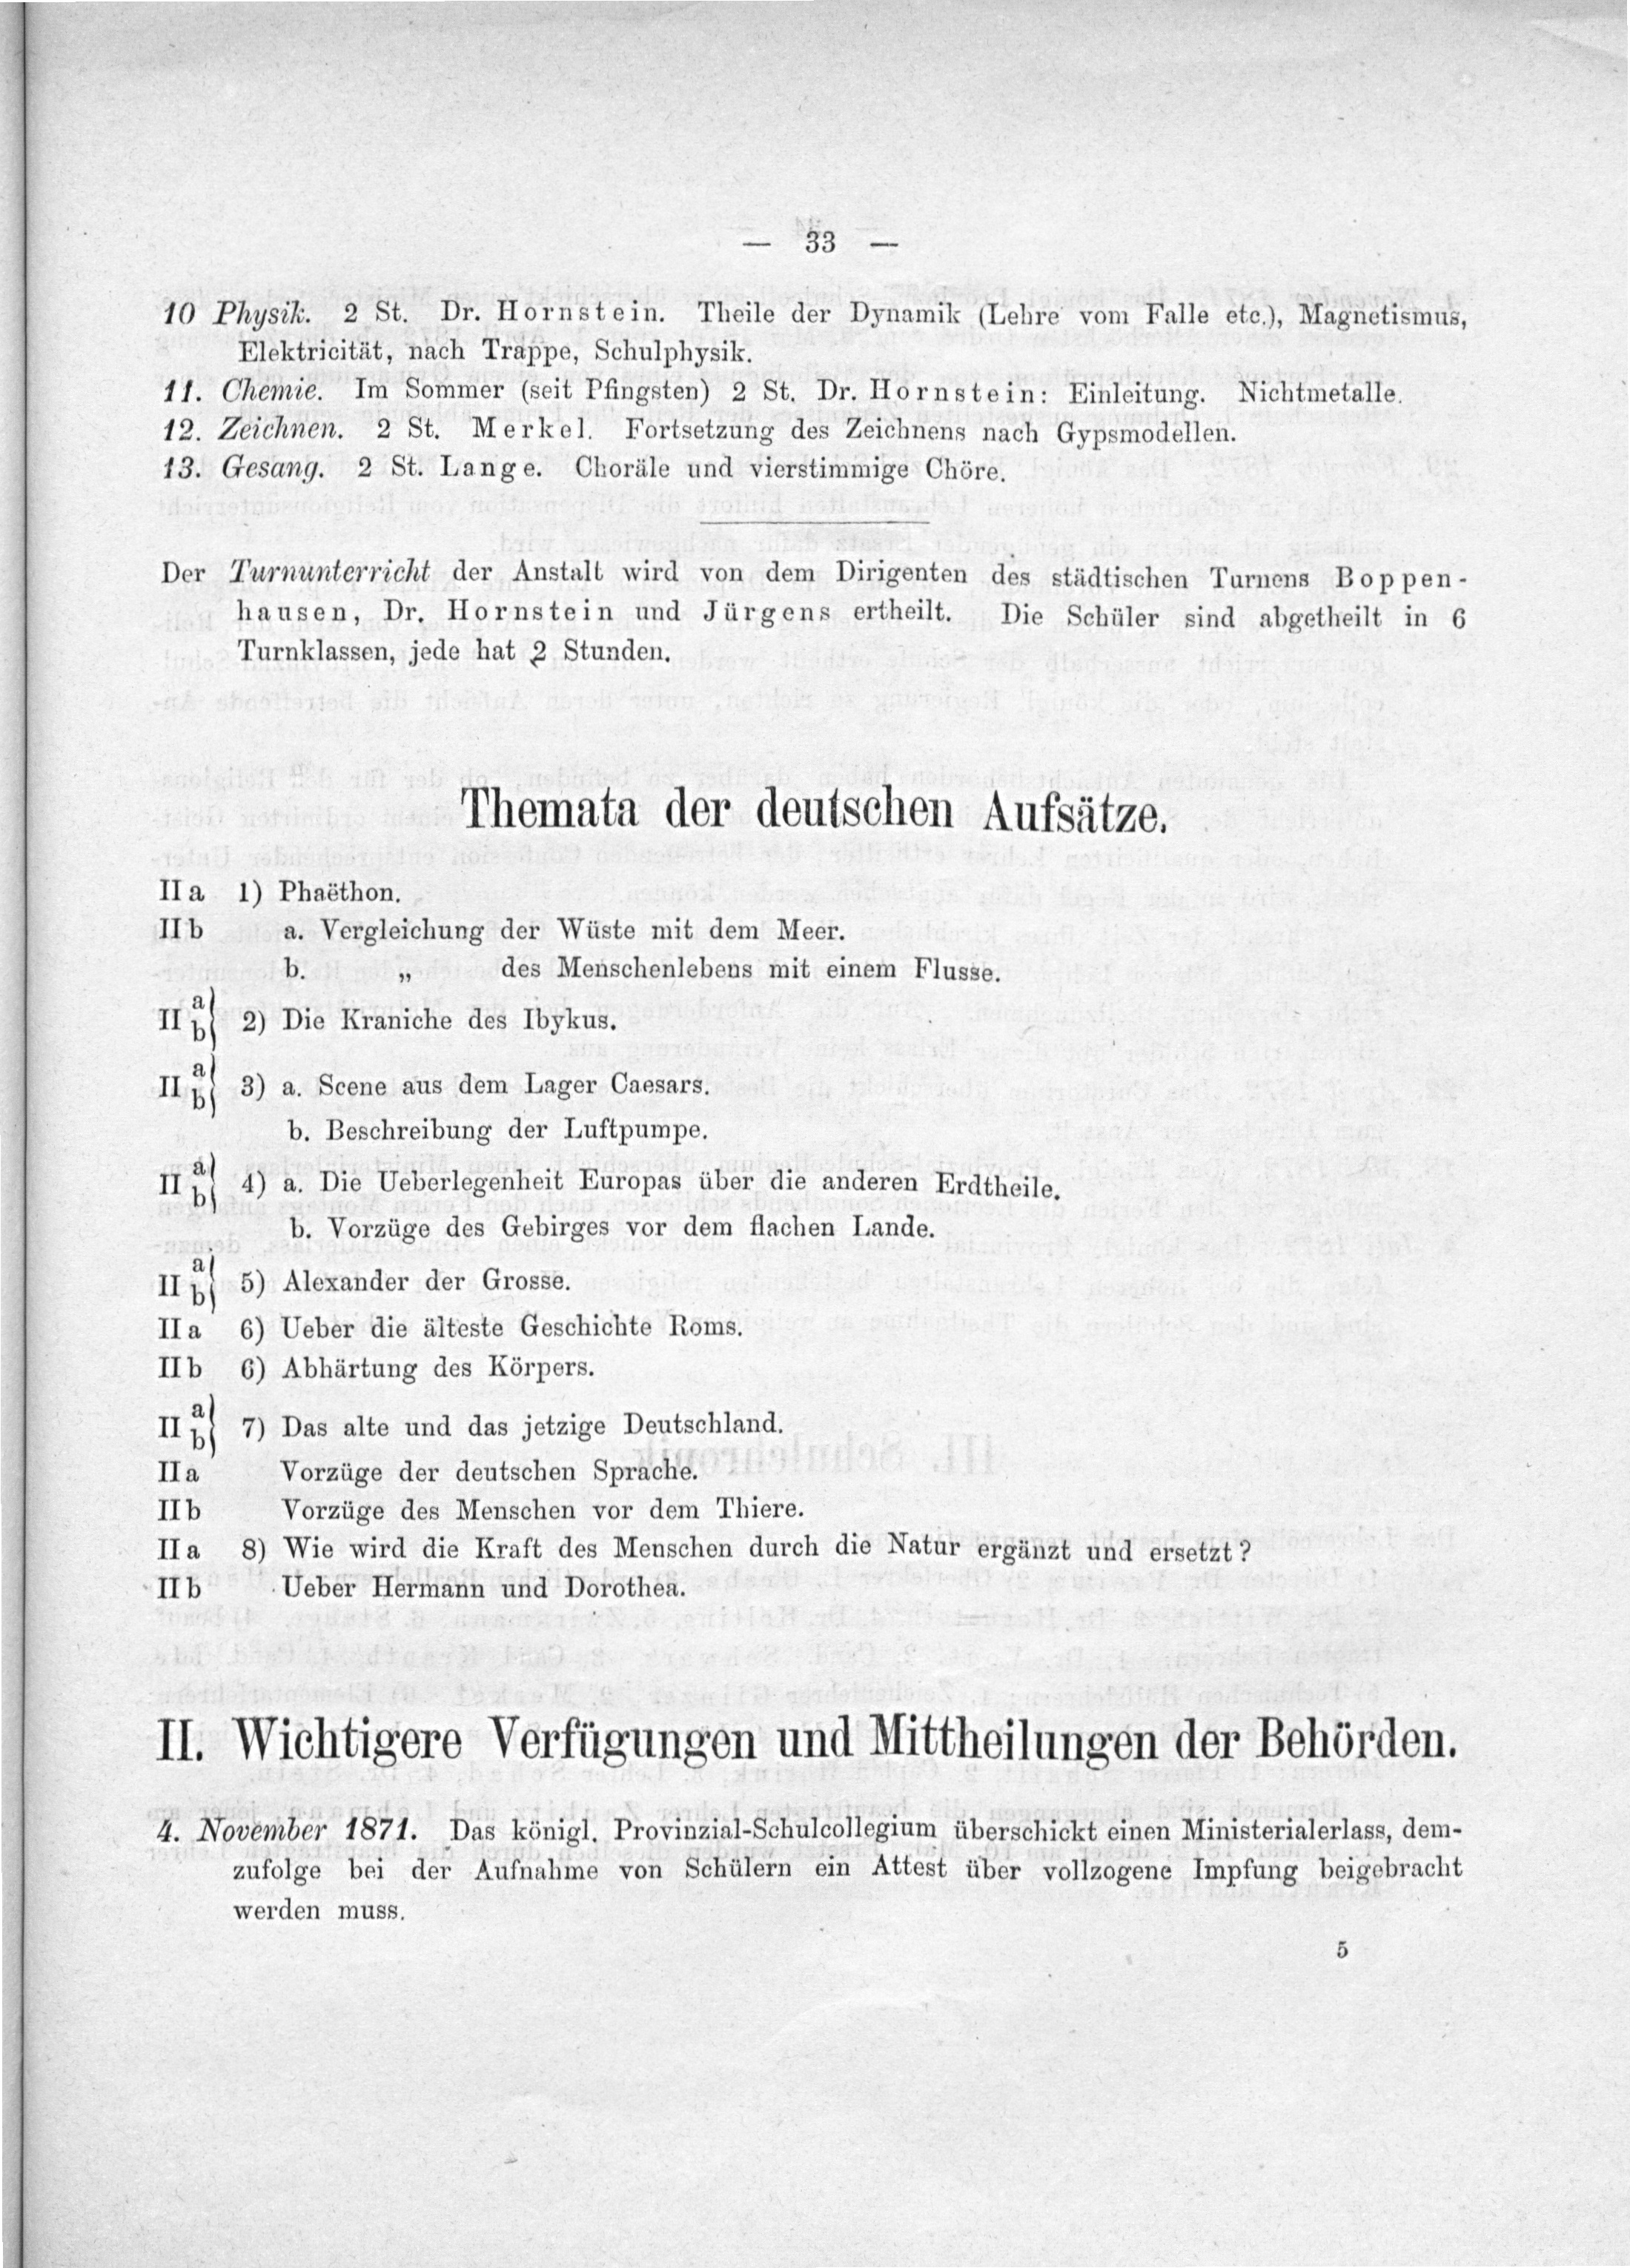 — 33 —
10 Physik. 2 St. Dr. Hornstein. Theile der Dynamik (Lehre vom Falle etc.), Magnetismus,
Elektricität, nach Trappe, Schulphysik.
11. Chemie. Im Sommer (seit Pfingsten) 2 St. Dr. Hornstein: Einleitung. Nichtmetalle.
12. Zeichnen. 2 St. Merkel. Fortsetzung des Zeichnens nach Gypsmodellen.
13. Gesang. 2 St. Lange. Choräle und vierstimmige Chöre.
Der Turnunterricht der Anstalt wird von dem Dirigenten des städtischen Turnens Boppen-
hausen, Dr. Hornstein und Jürgens ertheilt. Die Schüler sind abgetheilt in 6
Turnklassen, jede hat 2 Stunden.
Themata der deutschen Aufsätze.
II a 1) Phaëthon.
II b a. Vergleichung der Wüste mit dem Meer.
b. „ des Menschenlebens mit einem Flusse.
II a) b) 2) Die Kraniche des Ibykus.
II a) b) 3) a. Scene aus dem Lager Caesars.
b. Beschreibung der Luftpumpe.
II a) b) 4) a. Die Ueberlegenheit Europas über die anderen Erdtheile.
b. Vorzüge des Gebirges vor dem flachen Lande.
II a) b) 5) Alexander der Grosse.
II a 6) Ueber die älteste Geschichte Roms.
II b 6) Abhärtung des Körpers.
II a) b) 7) Das alte und das jetzige Deutschland.
II a Vorzüge der deutschen Sprache.
II b Vorzüge des Menschen vor dem Thiere.
II a 8) Wie wird die Kraft des Menschen durch die Natur ergänzt und ersetzt?
II b Ueber Hermann und Dorothea.
II. Wichtigere Verfügungen und Mittheilungen der Behörden.
4. November 1871. Das königl. Provinzial-Schulcollegium überschickt einen Ministerialerlass, dem-
zufolge bei der Aufnahme von Schülern ein Attest über vollzogene Impfung beigebracht
werden muss.
5